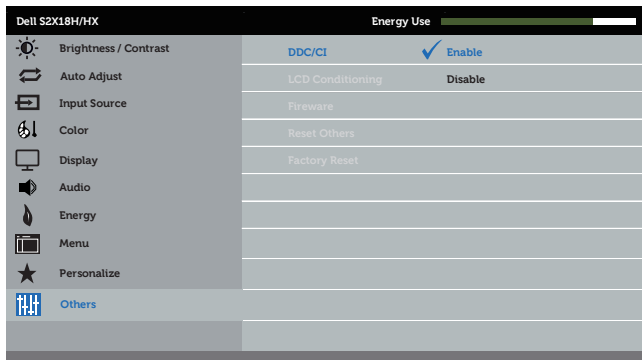 Dell S2X18H/HX Energy Use
Brightness / Contrast DDC/CI Enable
Auto Adjust LCD Conditioning Disable
Input Source Fireware
Color Reset Others
Display Factory Reset
Audio
Energy
Menu
Personalize
Others